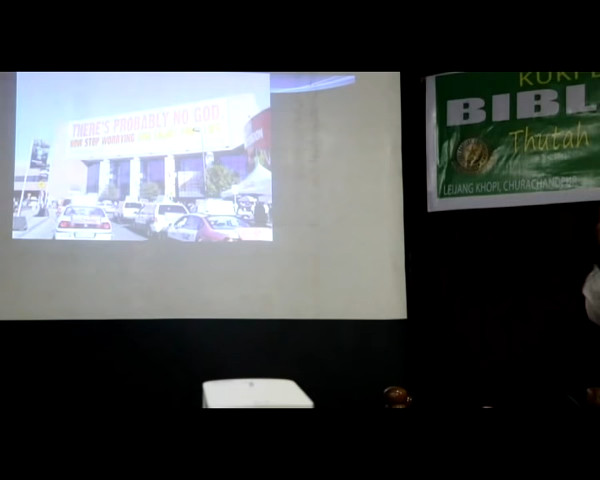 THERE'S PROBABLY NO GOD.
NOW STOP WORRYING
KUKI
BIBL
Thutah
LEIJANG KHOPI, CHURACHANDPUR